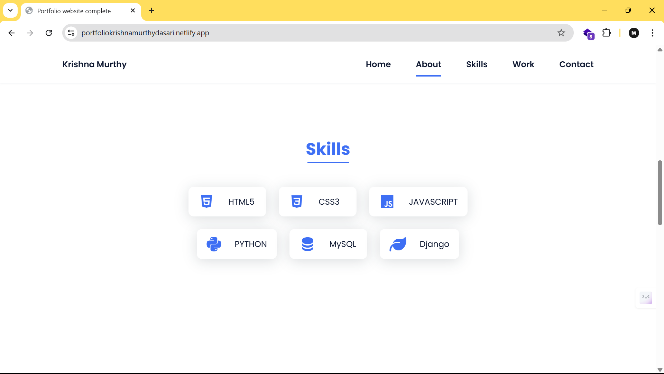 Portfolio website complete
portfoliokrishnamurthydasari.netlify.app
M
Krishna Murthy Home About Skills Work Contact
Skills
HTML5 CSS3 JS JAVASCRIPT
PYTHON MySQL Django